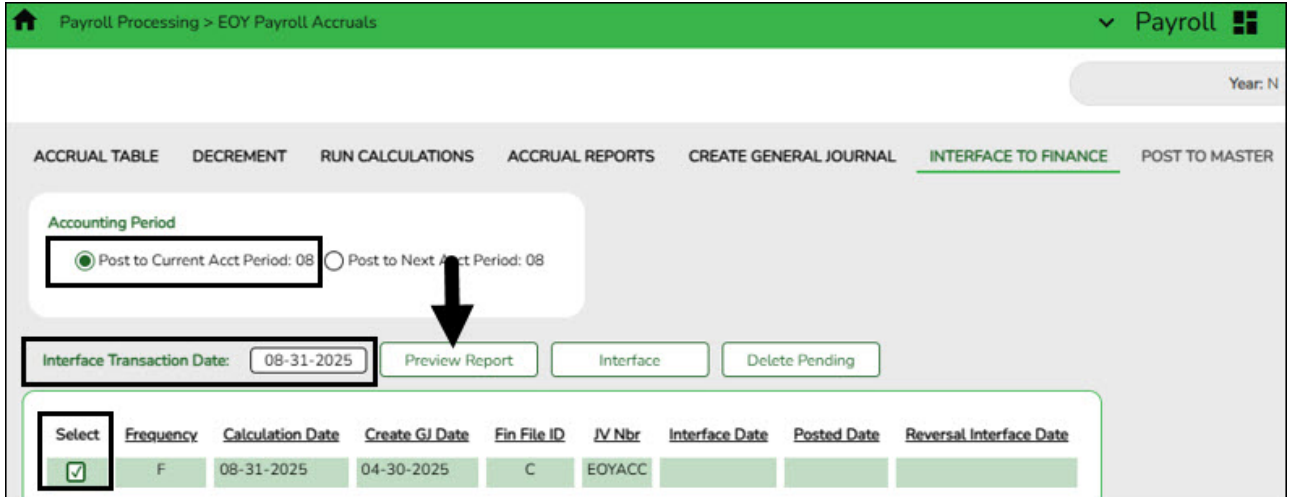 Payroll Processing > EOY Payroll Accruals
Payroll
Year: N
ACCRUAL TABLE DECREMENT RUN CALCULATIONS ACCRUAL REPORTS CREATE GENERAL JOURNAL INTERFACE TO FINANCE POST TO MASTER
Accounting Period
Post to Current Acct Period: 08 Post to Next Acct Period: 08
Interface Transaction Date: 08-31-2025 Preview Report Interface Delete Pending
Select Frequency Calculation Date Create GJ Date Fin File ID JV Nbr Interface Date Posted Date Reversal Interface Date
F 08-31-2025 04-30-2025 C EOYACC